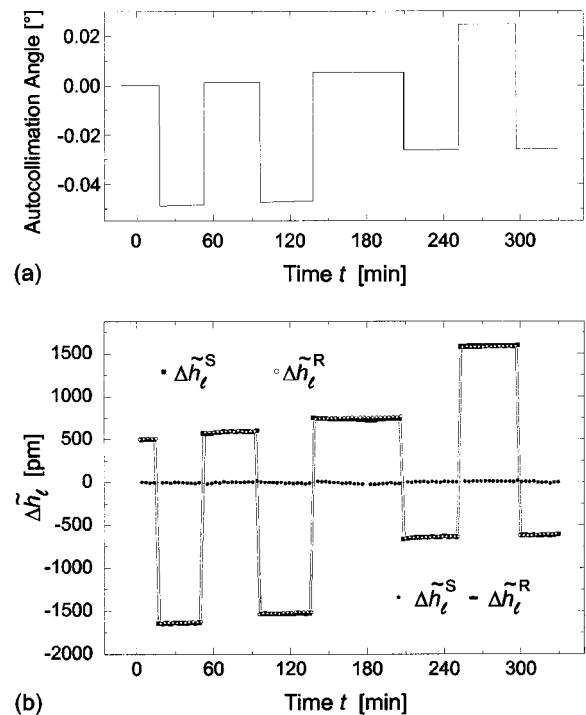 Autocollimation Angle [°]
0.02
0.00
-0.02
-0.04
0 60 120 180 240 300
(a)
Time t [min]
Δh̃ℓ [pm]
1500
1000
500
0
-500
-1000
-1500
-2000
Δh̃ℓS Δh̃ℓR
Δh̃ℓS – Δh̃ℓR
0 60 120 180 240 300
(b)
Time t [min]